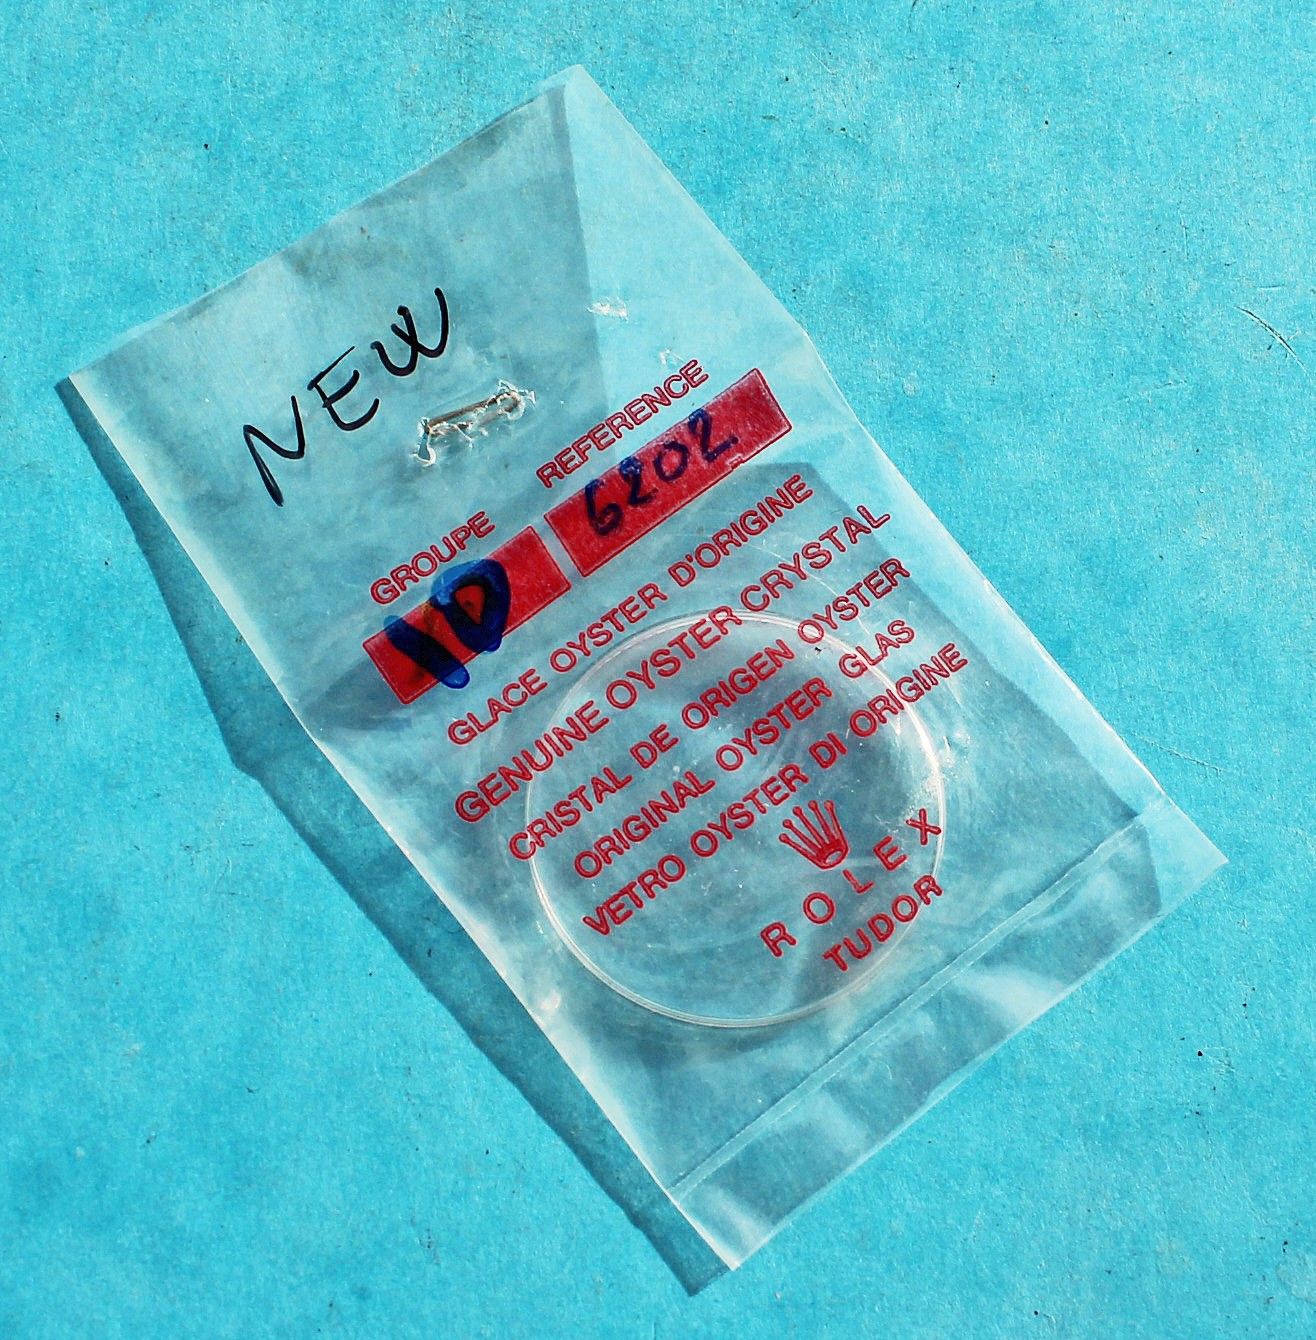 NEW
GROUPE REFERENCE
10 6202
GLACE OYSTER D'ORIGINE
GENUINE OYSTER CRYSTAL
CRISTAL DE ORIGEN OYSTER
ORIGINAL OYSTER GLAS
VETRO OYSTER DI ORIGINE
ROLEX
TUDOR